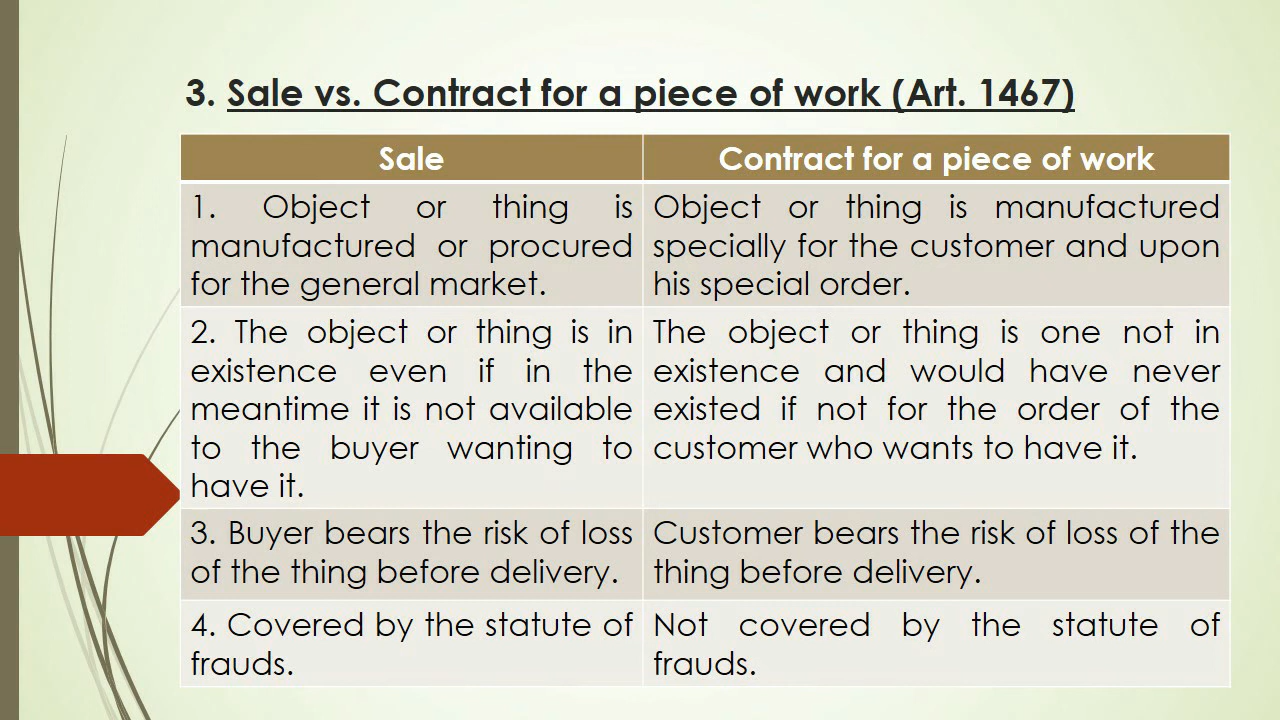 3. Sale vs. Contract for a piece of work (Art. 1467)
Sale
Contract for a piece of work
1. Object or thing is
manufactured or procured
for the general market.
Object or thing is manufactured
specially for the customer and upon
his special order.
2. The object or thing is in
existence even if in the
meantime it is not available
to the buyer wanting to
have it.
The object or thing is one not in
existence and would have never
existed if not for the order of the
customer who wants to have it.
3. Buyer bears the risk of loss
of the thing before delivery.
Customer bears the risk of loss of the
thing before delivery.
4. Covered by the statute of
frauds.
Not covered by the statute of
frauds.